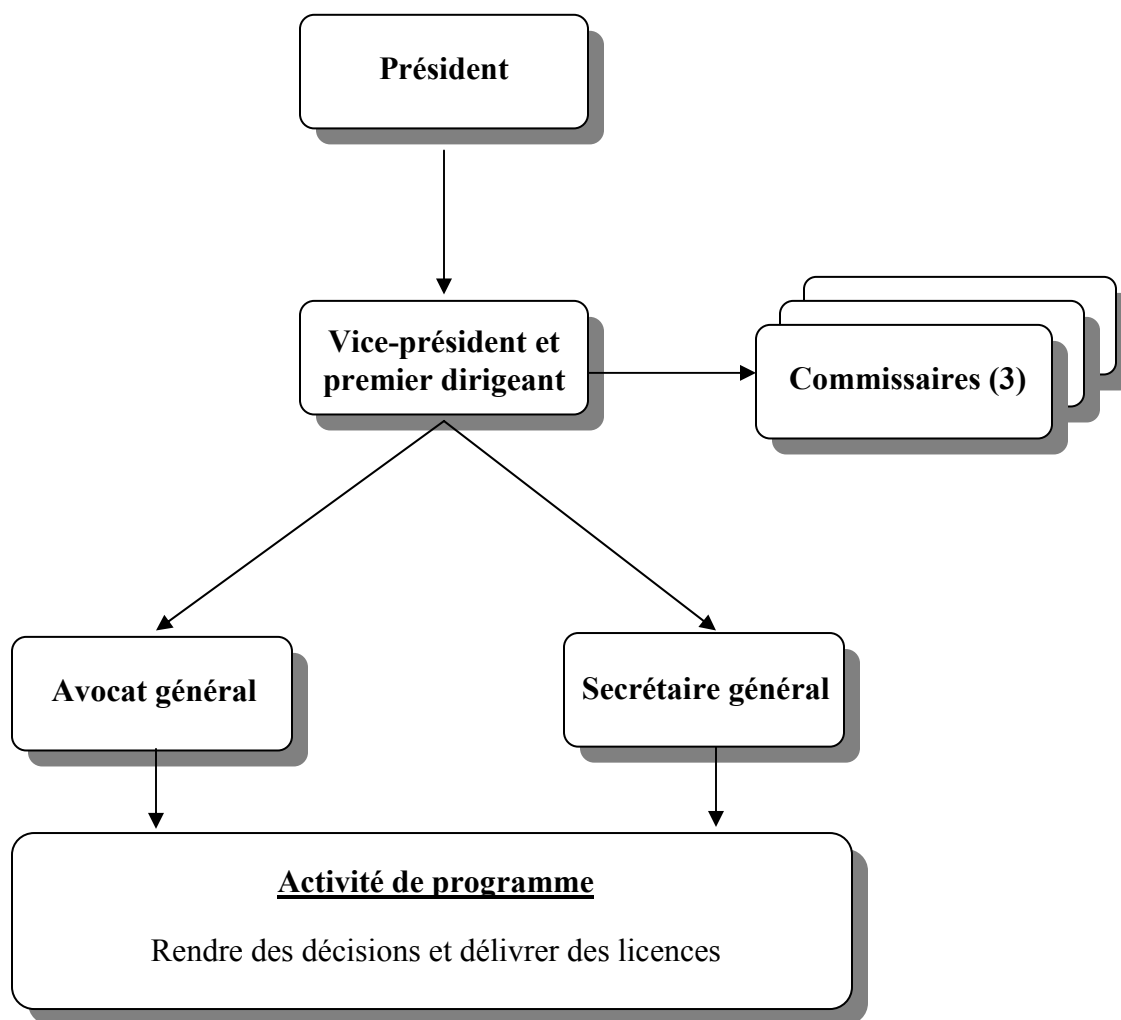 Président
Vice-président et
premier dirigeant
Commissaires (3)
Avocat général
Secrétaire général
Activité de programme
Rendre des décisions et délivrer des licences